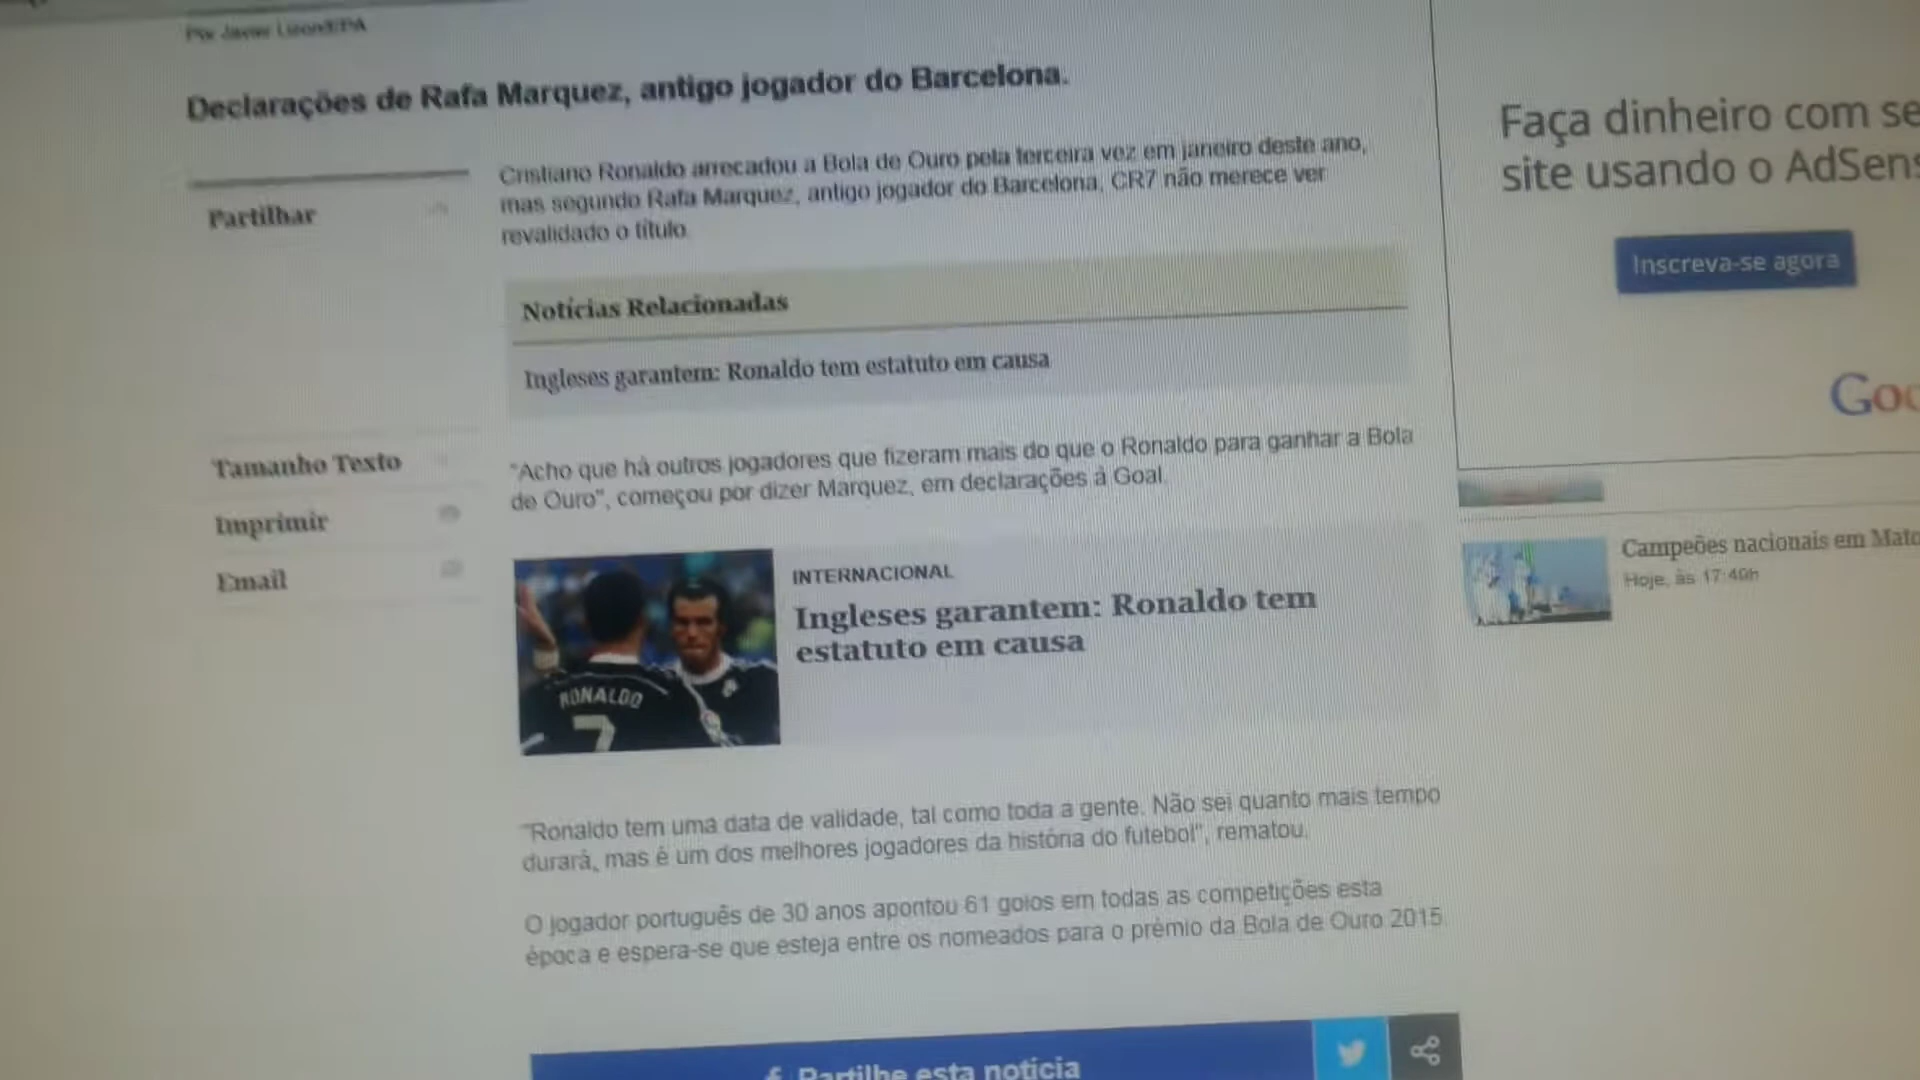 Por Javier Lizon/EPA
Declarações de Rafa Marquez, antigo jogador do Barcelona.
Partilhar
Cristiano Ronaldo arrecadou a Bola de Ouro pela terceira vez em janeiro deste ano,
mas segundo Rafa Marquez, antigo jogador do Barcelona, CR7 não merece ver
revalidado o título.
Notícias Relacionadas
Ingleses garantem: Ronaldo tem estatuto em causa
Tamanho Texto
Imprimir
Email
"Acho que há outros jogadores que fizeram mais do que o Ronaldo para ganhar a Bola
de Ouro", começou por dizer Marquez, em declarações à Goal.
RONALDO
7
INTERNACIONAL
Ingleses garantem: Ronaldo tem
estatuto em causa
"Ronaldo tem uma data de validade, tal como toda a gente. Não sei quanto mais tempo
durará, mas é um dos melhores jogadores da história do futebol", rematou.
O jogador português de 30 anos apontou 61 golos em todas as competições esta
época e espera-se que esteja entre os nomeados para o prémio da Bola de Ouro 2015.
f Partilhe esta notícia
Faça dinheiro com se
site usando o AdSens
Inscreva-se agora
Goo
Campeões nacionais em Mato
Hoje, às 17:49h